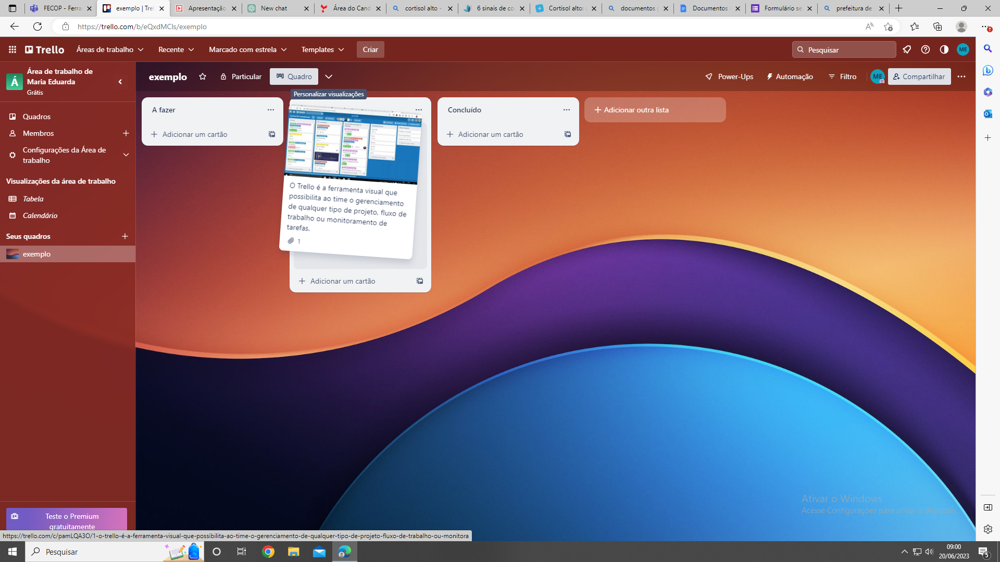 FECOP - Ferra
exemplo | Trel
Apresentação
New chat
Área do Cand
cortisol alto -
6 sinais de co
Cortisol alto:
documentos g
Documentos
Formulário se
prefeitura de
https://trello.com/b/eQxdMCls/exemplo
Trello
Áreas de trabalho
Recente
Marcado com estrela
Templates
Criar
Pesquisar
ME
Á
Área de trabalho de
Maria Eduarda
Grátis
exemplo
Particular
Quadro
Power-Ups
Automação
Filtro
ME
Compartilhar
Personalizar visualizações
Quadros
Membros
Configurações da Área de
trabalho
Visualizações da área de trabalho
Tabela
Calendário
Seus quadros
exemplo
A fazer
Adicionar um cartão
O Trello é a ferramenta visual que
possibilita ao time o gerenciamento
de qualquer tipo de projeto, fluxo de
trabalho ou monitoramento de
tarefas.
1
Adicionar um cartão
Concluído
Adicionar um cartão
Adicionar outra lista
Ativar o Windows
Acesse Configurações para ativar o Windows.
Teste o Premium
gratuitamente
https://trello.com/c/pamLQA3O/1-o-trello-é-a-ferramenta-visual-que-possibilita-ao-time-o-gerenciamento-de-qualquer-tipo-de-projeto-fluxo-de-trabalho-ou-monitora
Pesquisar
09:00
20/06/2023
5